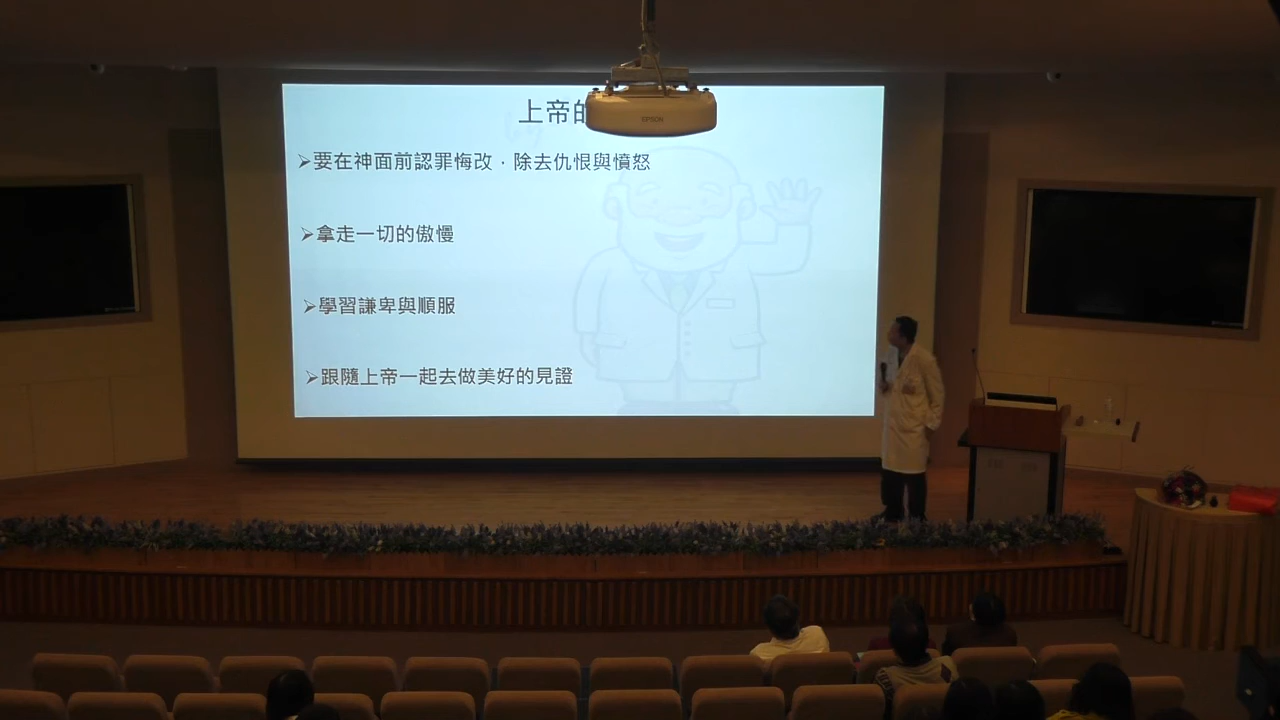 上帝的
EPSON
➢要在神面前認罪悔改，除去仇恨與憤怒
➢拿走一切的傲慢
➢學習謙卑與順服
➢跟隨上帝一起去做美好的見證